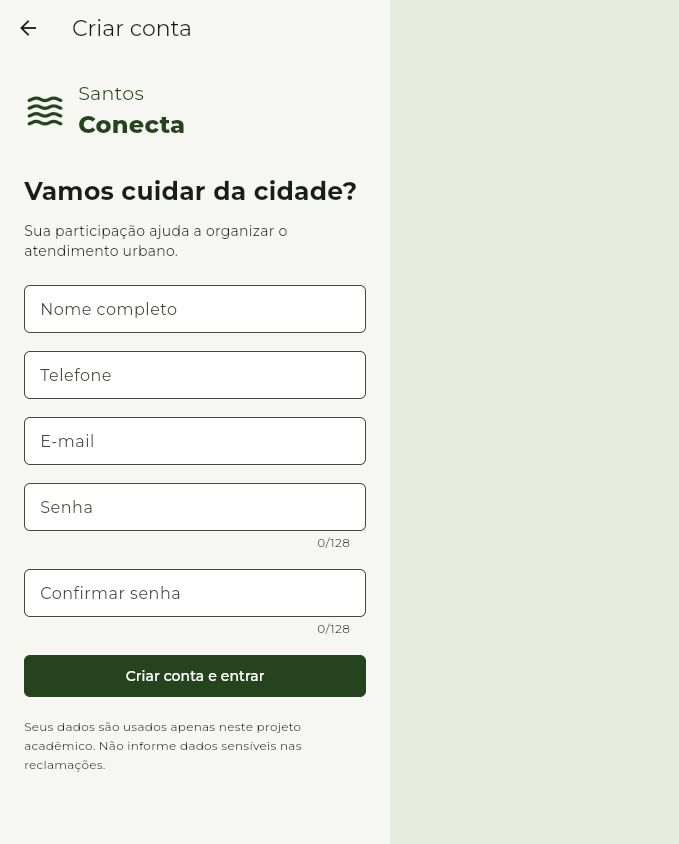 Criar conta
Santos
Conecta
Vamos cuidar da cidade?
Sua participação ajuda a organizar o
atendimento urbano.
Nome completo
Telefone
E-mail
Senha
0/128
Confirmar senha
0/128
Criar conta e entrar
Seus dados são usados apenas neste projeto
acadêmico. Não informe dados sensíveis nas
reclamações.